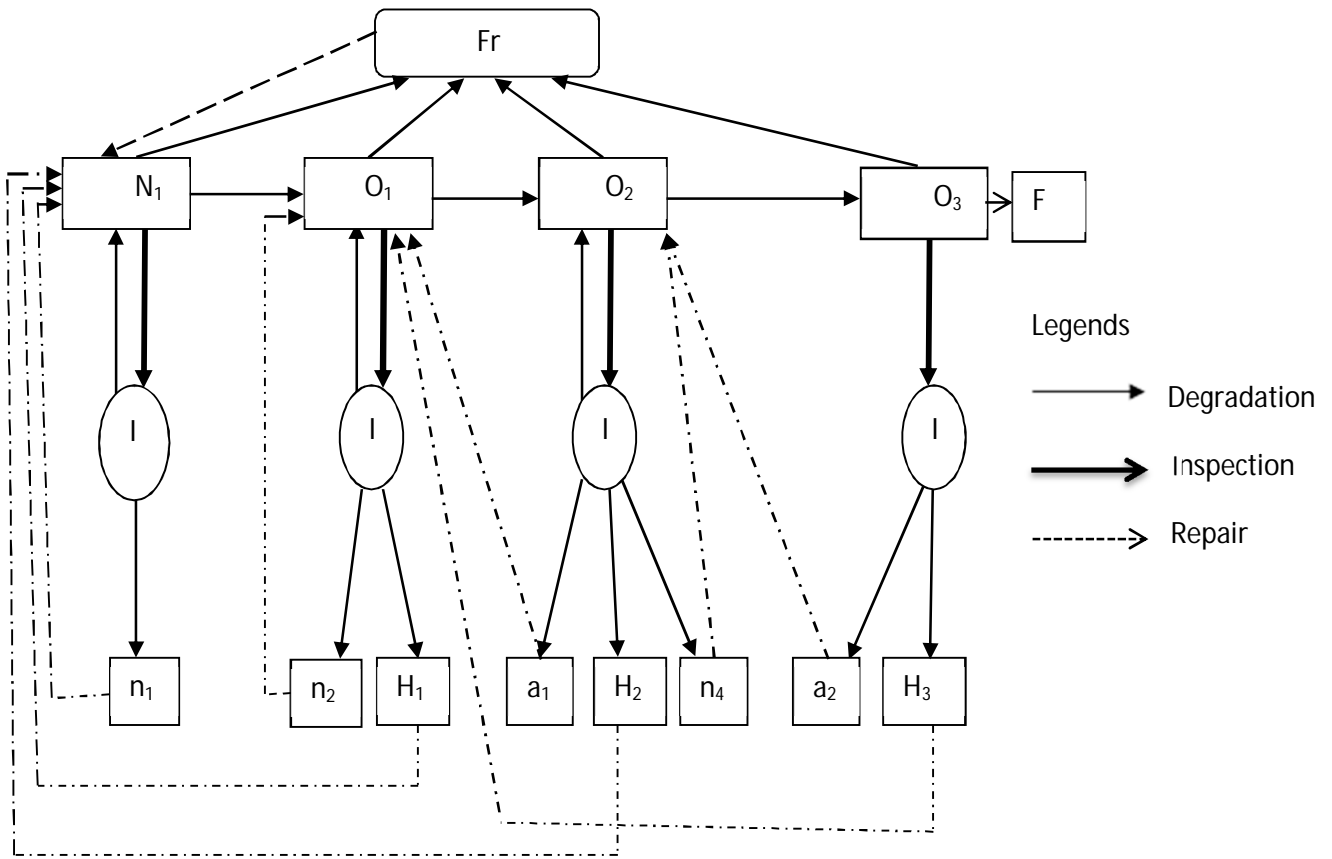 Fr
N₁
O₁
O₂
O₃
F
Legends
Degradation
Inspection
Repair
I
I
I
I
n₁
n₂
H₁
a₁
H₂
n₄
a₂
H₃